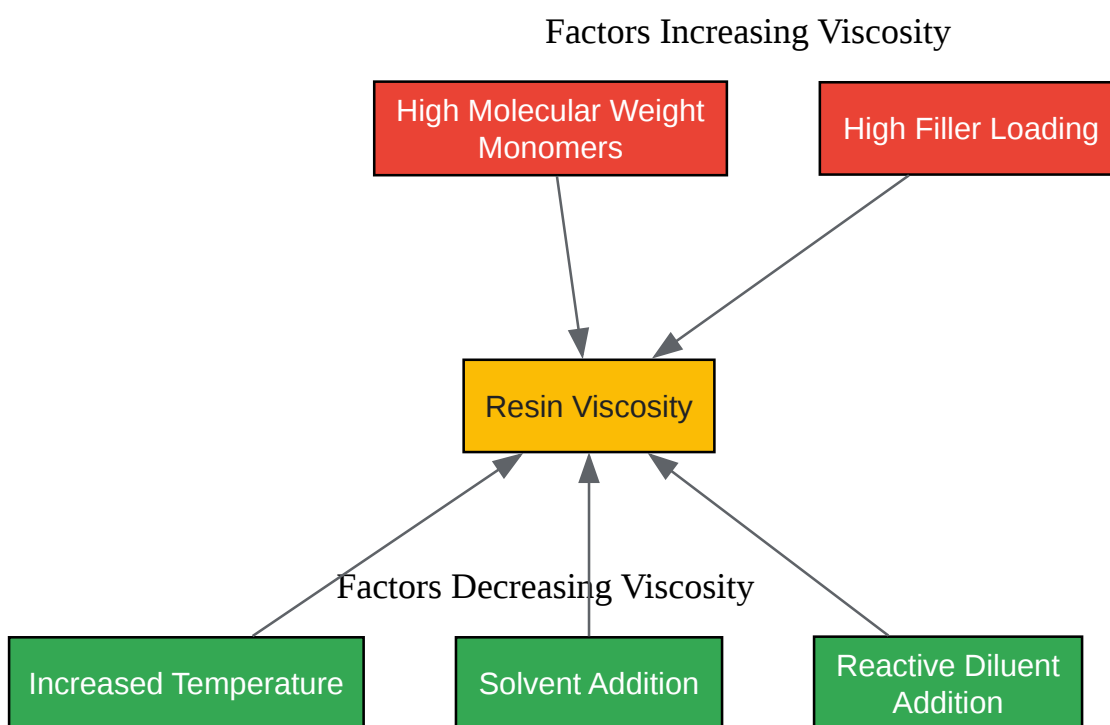 Factors Increasing Viscosity
High Molecular Weight
Monomers
High Filler Loading
Resin Viscosity
Factors Decreasing Viscosity
Increased Temperature
Solvent Addition
Reactive Diluent
Addition